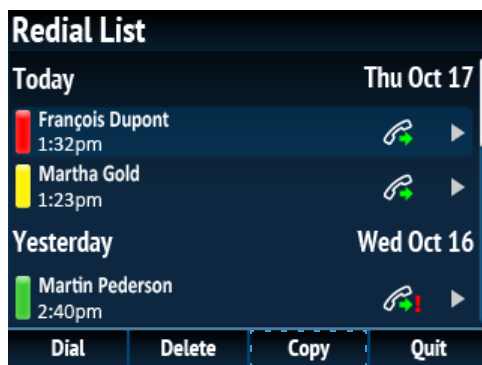 Redial List
Today Thu Oct 17
François Dupont
1:32pm
Martha Gold
1:23pm
Yesterday Wed Oct 16
Martin Pederson
2:40pm
Dial Delete Copy Quit